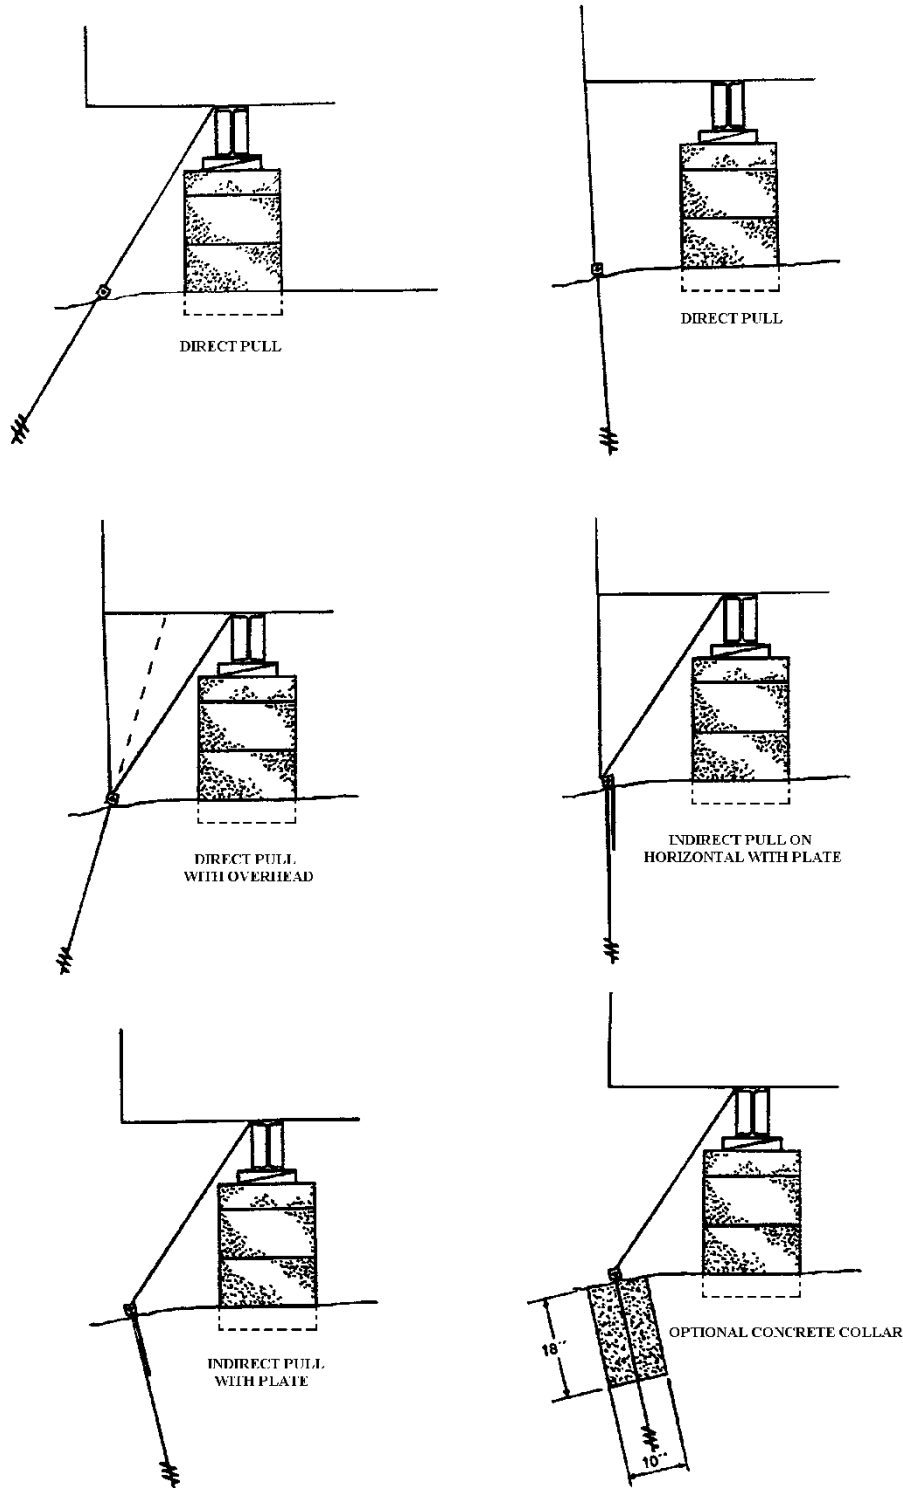 DIRECT PULL
DIRECT PULL
DIRECT PULL
WITH OVERHEAD
INDIRECT PULL ON
HORIZONTAL WITH PLATE
INDIRECT PULL
WITH PLATE
OPTIONAL CONCRETE COLLAR
18"
10"